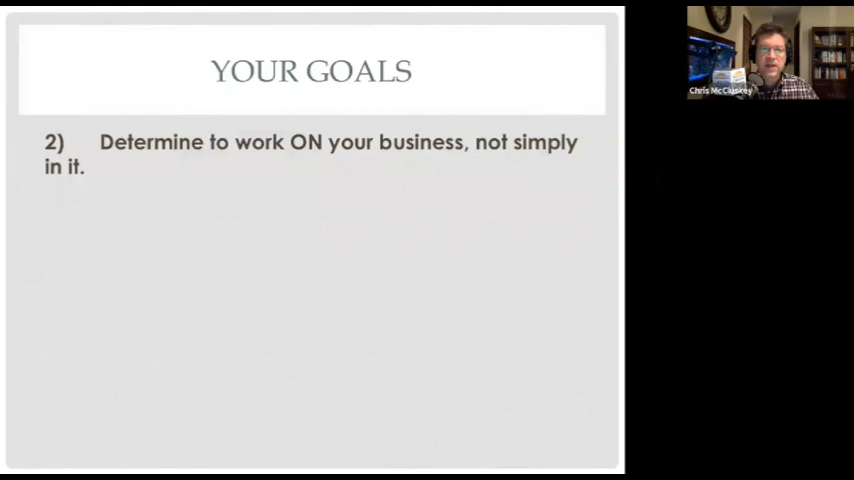 YOUR GOALS
2) Determine to work ON your business, not simply
in it.
Chris McCluskey